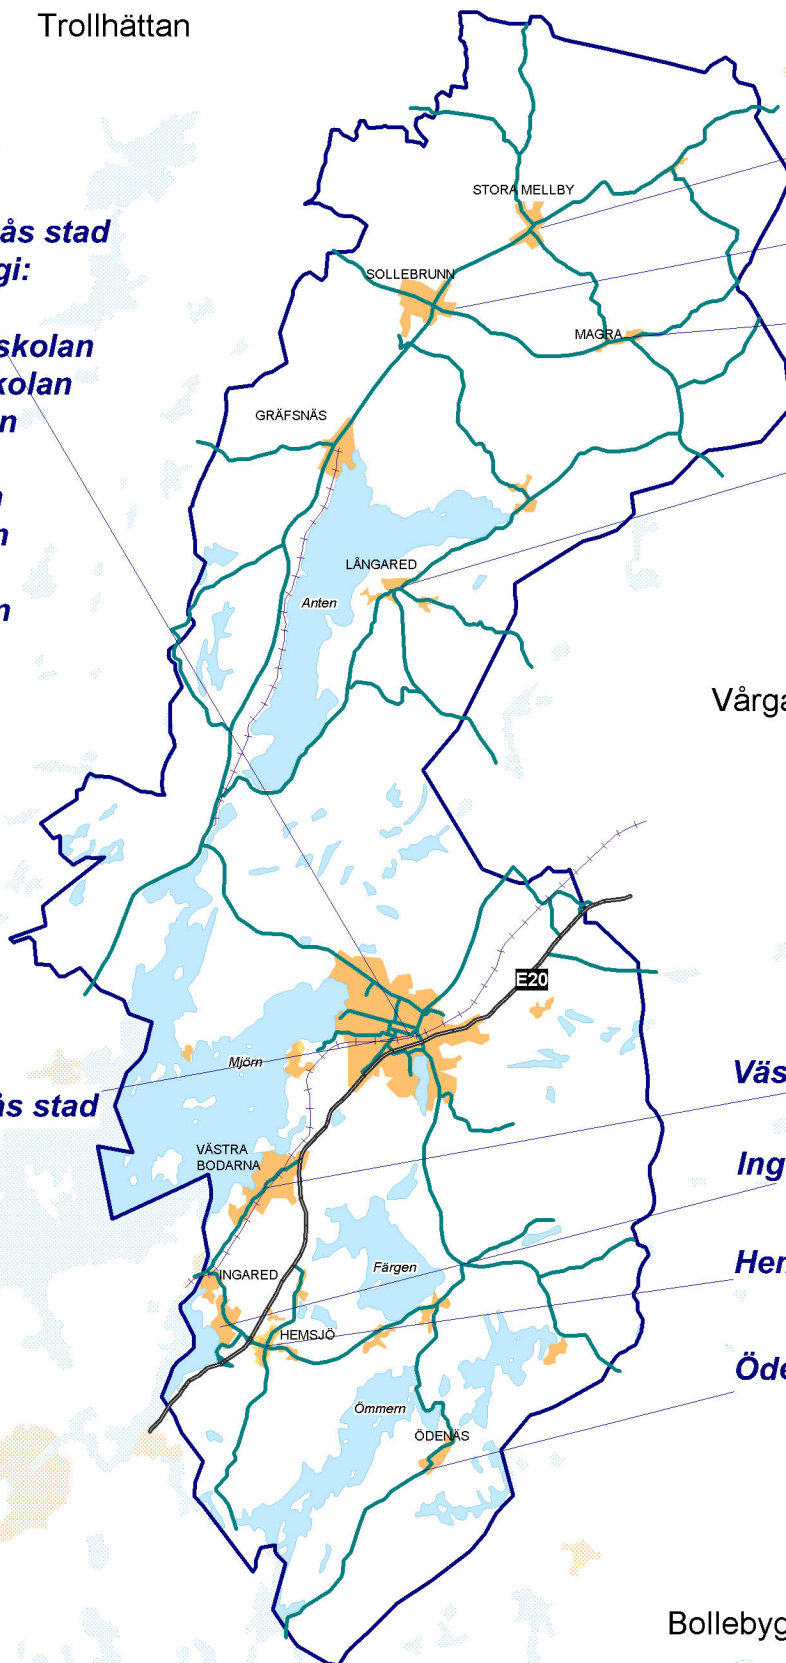 Trollhättan
STORA MELLBY
ås stad
gi:
SOLLEBRUNN
MAGRA
skolan
kolan
n
GRÄFSNÄS
n
LÅNGARED
Anten
n
Vårga
E20
Mjörn
Väs
ås stad
VÄSTRA
BODARNA
Ing
Färgen
INGARED
Hem
HEMSJÖ
Öde
Ömmern
ÖDENÄS
Bollebyg